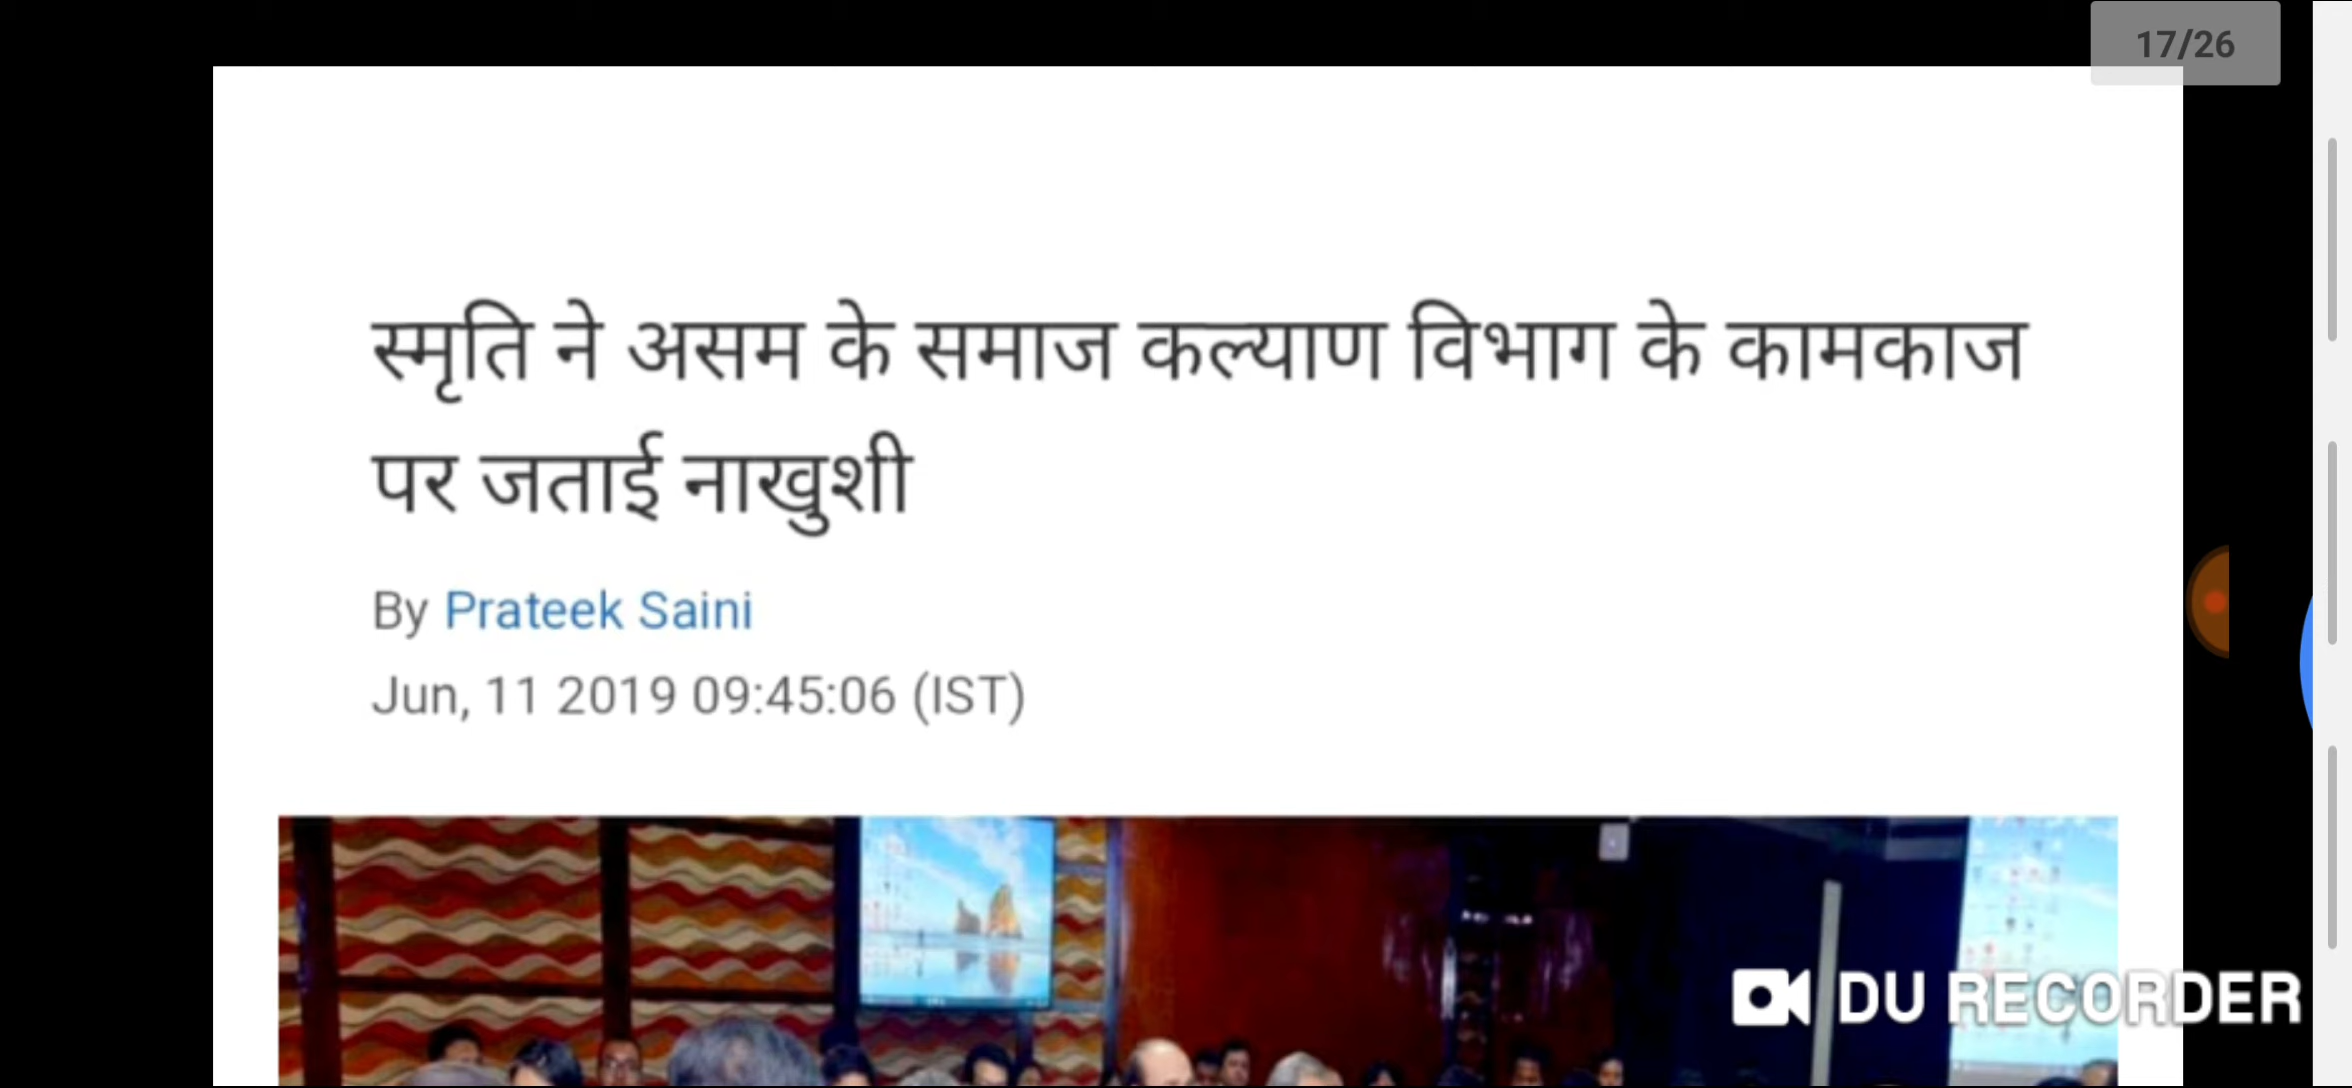 17/26
स्मृति ने असम के समाज कल्याण विभाग के कामकाज
पर जताई नाखुशी
By Prateek Saini
Jun, 11 2019 09:45:06 (IST)
DU RECORDER